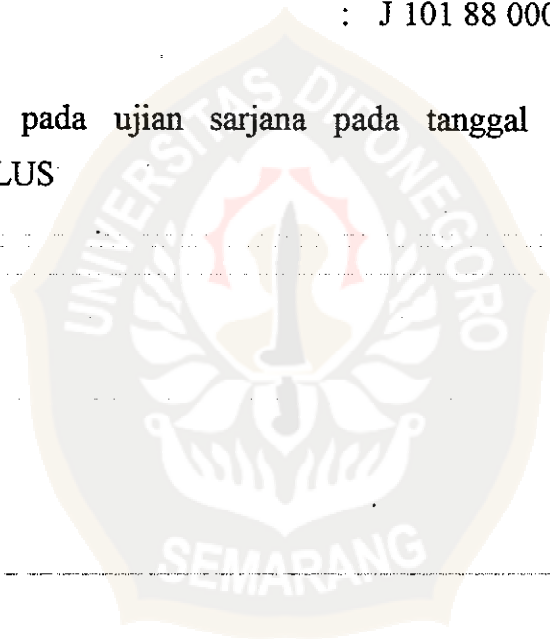 : J 101 88 000
pada ujian sarjana pada tanggal
LUS
UNIVERSITAS DIPONEGORO
SEMARANG